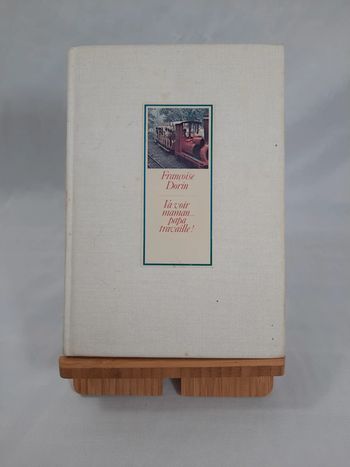 Françoise
Dorin
Va voir
maman...
papa
travaille!